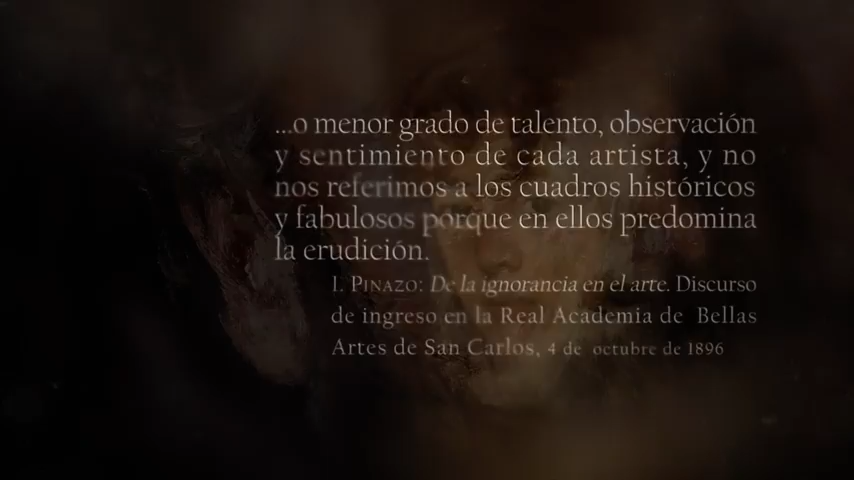 ...o menor grado de talento, observación
y sentimiento de cada artista, y no
nos referimos a los cuadros históricos
y fabulosos porque en ellos predomina
la erudición.
I. PINAZO: De la ignorancia en el arte. Discurso
de ingreso en la Real Academia de Bellas
Artes de San Carlos, 4 de octubre de 1896